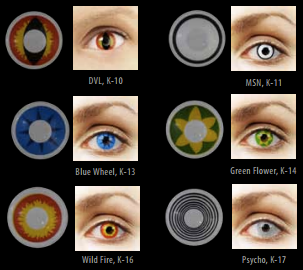 DVL, K-10
MSN, K-11
Blue Wheel, K-13
Green Flower, K-14
Wild Fire, K-16
Psycho, K-17